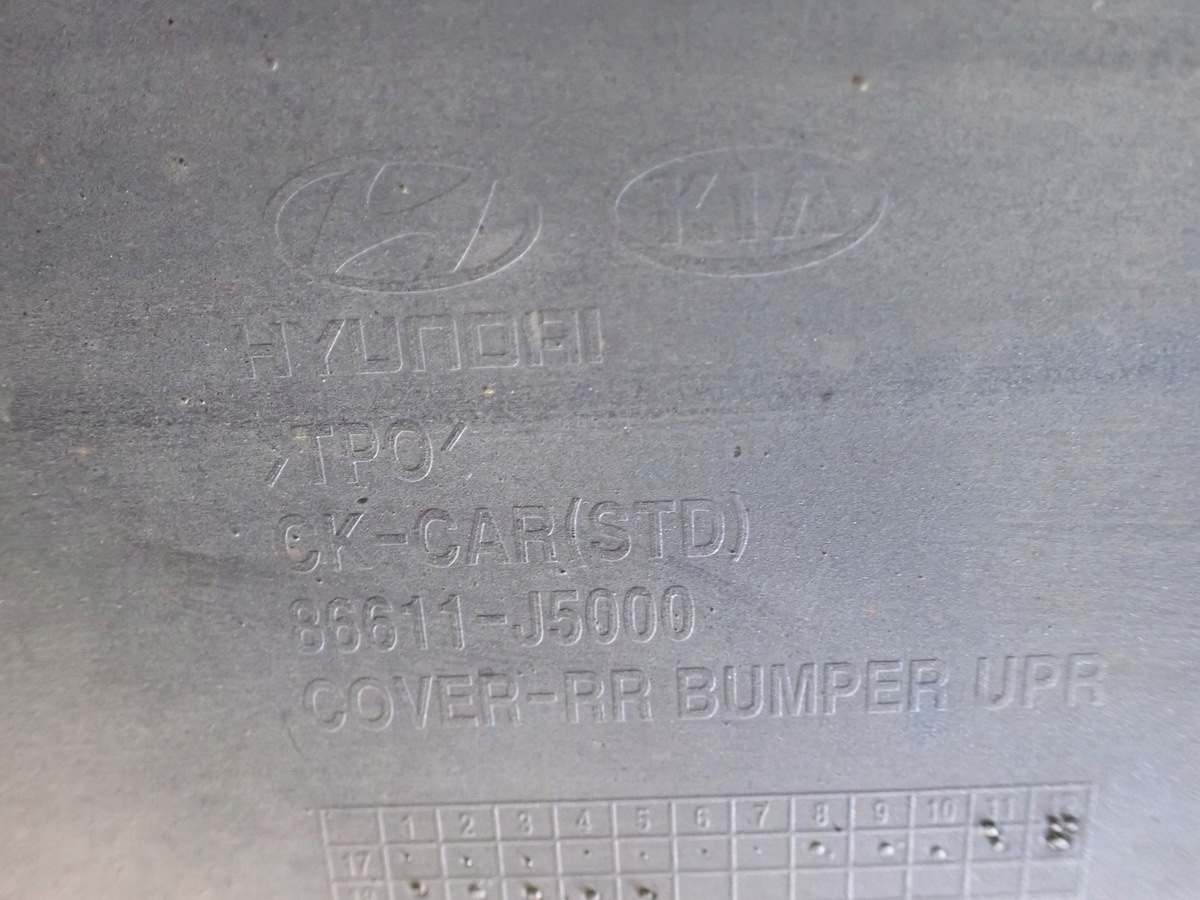 KIA
HYUNDAI
>TPO<
CK-CAR(STD)
86611-J5000
COVER-RR BUMPER UPR
1 2 3 4 5 6 7 8 9 10 11
17
18